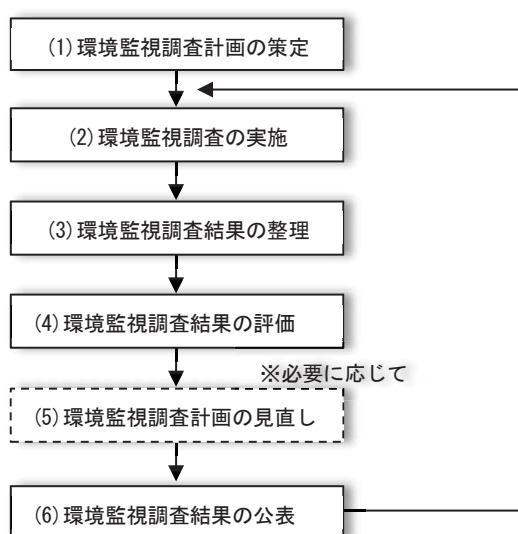 (1)環境監視調査計画の策定
(2)環境監視調査の実施
(3)環境監視調査結果の整理
(4)環境監視調査結果の評価
※必要に応じて
(5)環境監視調査計画の見直し
(6)環境監視調査結果の公表